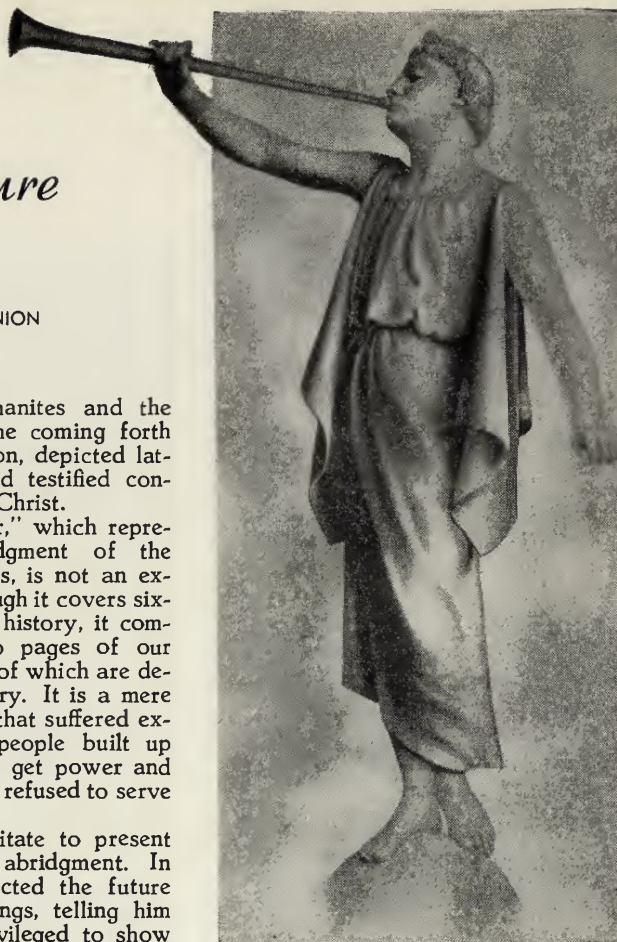 ure
NION
anites and the
ne coming forth
on, depicted lat-
d testified con-
Christ.
r," which repre-
dgment of the
s, is not an ex-
ugh it covers six-
history, it com-
o pages of our
of which are de-
ry. It is a mere
that suffered ex-
people built up
get power and
refused to serve
itate to present
abridgment. In
cted the future
ngs, telling him
vileged to show